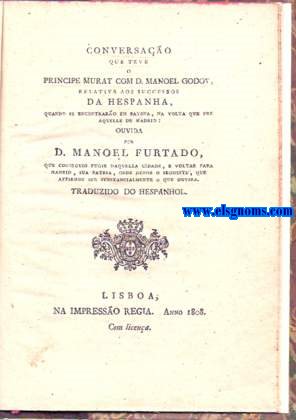 CONVERSAÇÃO
QUE TEVE
O
PRINCIPE MURAT COM D. MANOEL GODOY,
RELATIVA AOS SUCCESSOS
DA HESPANHA,
QUANDO SE ENCONTRARÃO EM BAYONA, NA VOLTA QUE FEZ
AQUELLE DE MADRID:
OUVIDA
POR
D. MANOEL FURTADO,
QUE CONSEGUIO FUGIR DAQUELLA CIDADE, E VOLTAR PARA
MADRID, SUA PATRIA, ONDE DEPOZ O SEGUINTE, QUE
AFFIRMOU SER SUBSTANCIALMENTE O QUE OUVIRA.
TRADUZIDO DO HESPANHOL.
www.elsgnoms.com
LISBOA;
NA IMPRESSÃO REGIA. ANNO 1808.
Com licença.